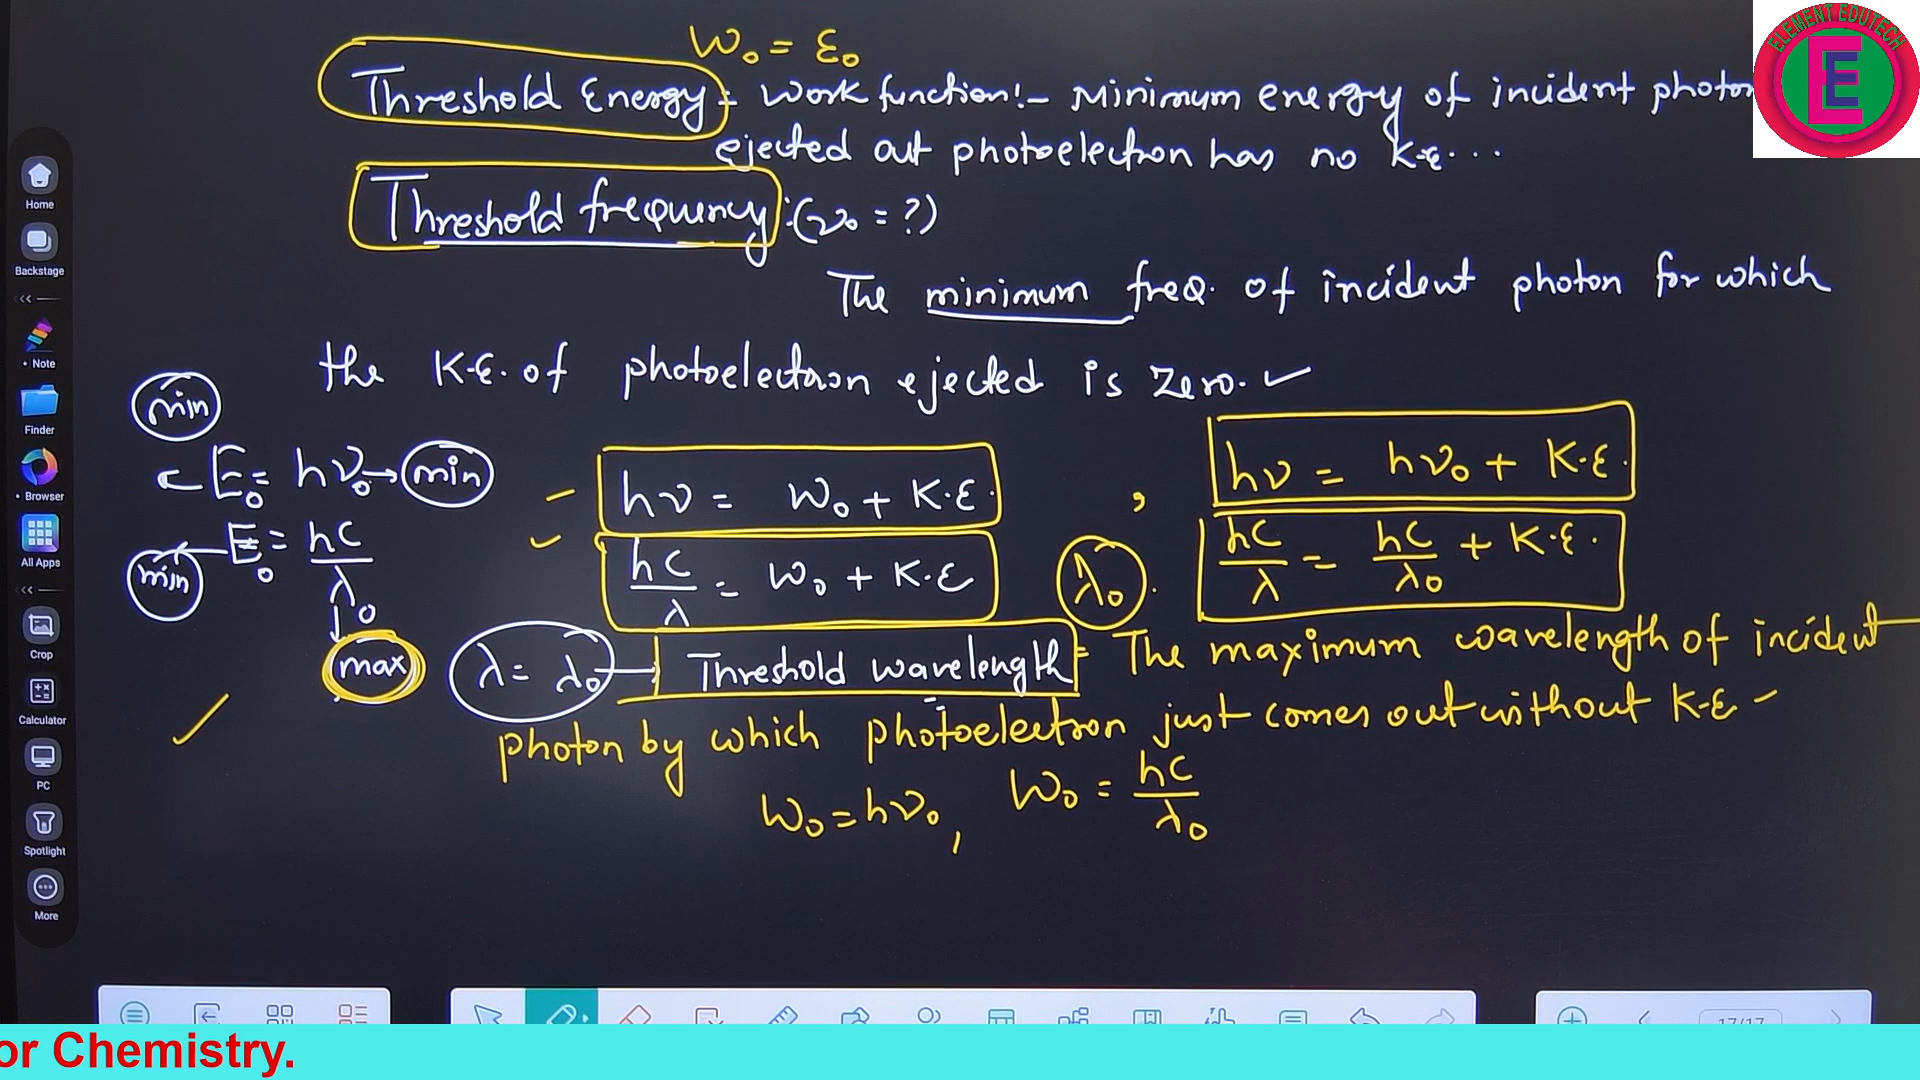 W₀ = Ɛ₀
Threshold Energy = Work function:- Minimum energy of incident photon
ejected out photoelectron has no K.Ɛ...
Threshold frequency: (ν₀ = ?)
The minimum freq. of incident photon for which
the K.Ɛ. of photoelectron ejected is zero. ✓
min
E₀ = hν₀ → min
min ← E₀ = hc/λ₀
max
hν = W₀ + K.Ɛ.
, hν = hν₀ + K.Ɛ.
hc/λ = W₀ + K.Ɛ
λ₀.
hc/λ = hc/λ₀ + K.Ɛ.
λ = λ₀ Threshold wavelength = The maximum wavelength of incident
photon by which photoelectron just comes out without K.Ɛ
W₀ = hν₀, W₀ = hc/λ₀
ELEMENT EDUTECH
E
Home
Backstage
Note
Finder
Browser
All Apps
Crop
Calculator
PC
Spotlight
More
17/17
or Chemistry.